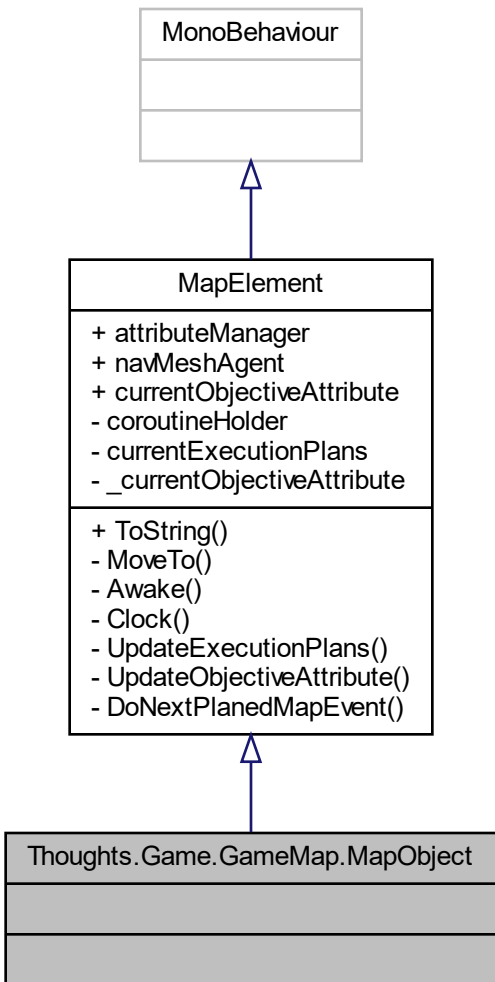 MonoBehaviour
MapElement
+ attributeManager
+ navMeshAgent
+ currentObjectiveAttribute
- coroutineHolder
- currentExecutionPlans
- _currentObjectiveAttribute
+ ToString()
- MoveTo()
- Awake()
- Clock()
- UpdateExecutionPlans()
- UpdateObjectiveAttribute()
- DoNextPlanedMapEvent()
Thoughts.Game.GameMap.MapObject